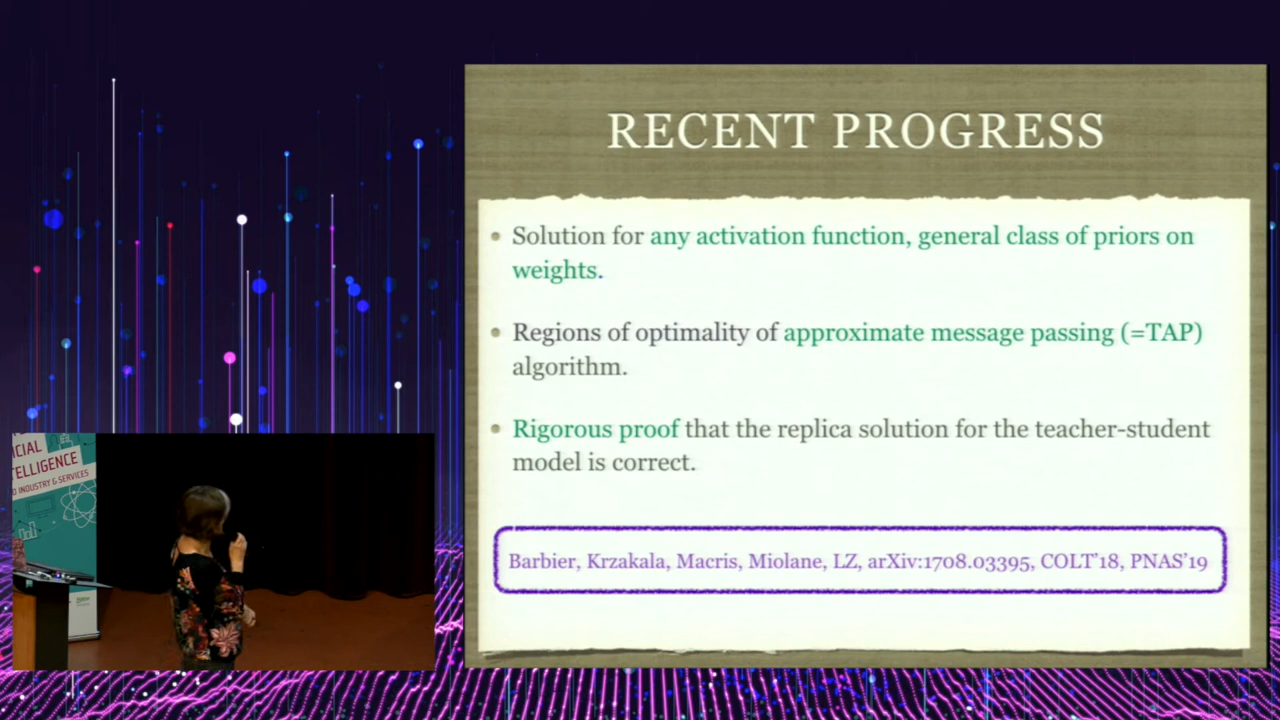 RECENT PROGRESS
• Solution for any activation function, general class of priors on
weights.
• Regions of optimality of approximate message passing (=TAP)
algorithm.
• Rigorous proof that the replica solution for the teacher-student
model is correct.
Barbier, Krzakala, Macris, Miolane, LZ, arXiv:1708.03395, COLT'18, PNAS'19
ICIAL
TELLIGENCE
INDUSTRY & SERVICES